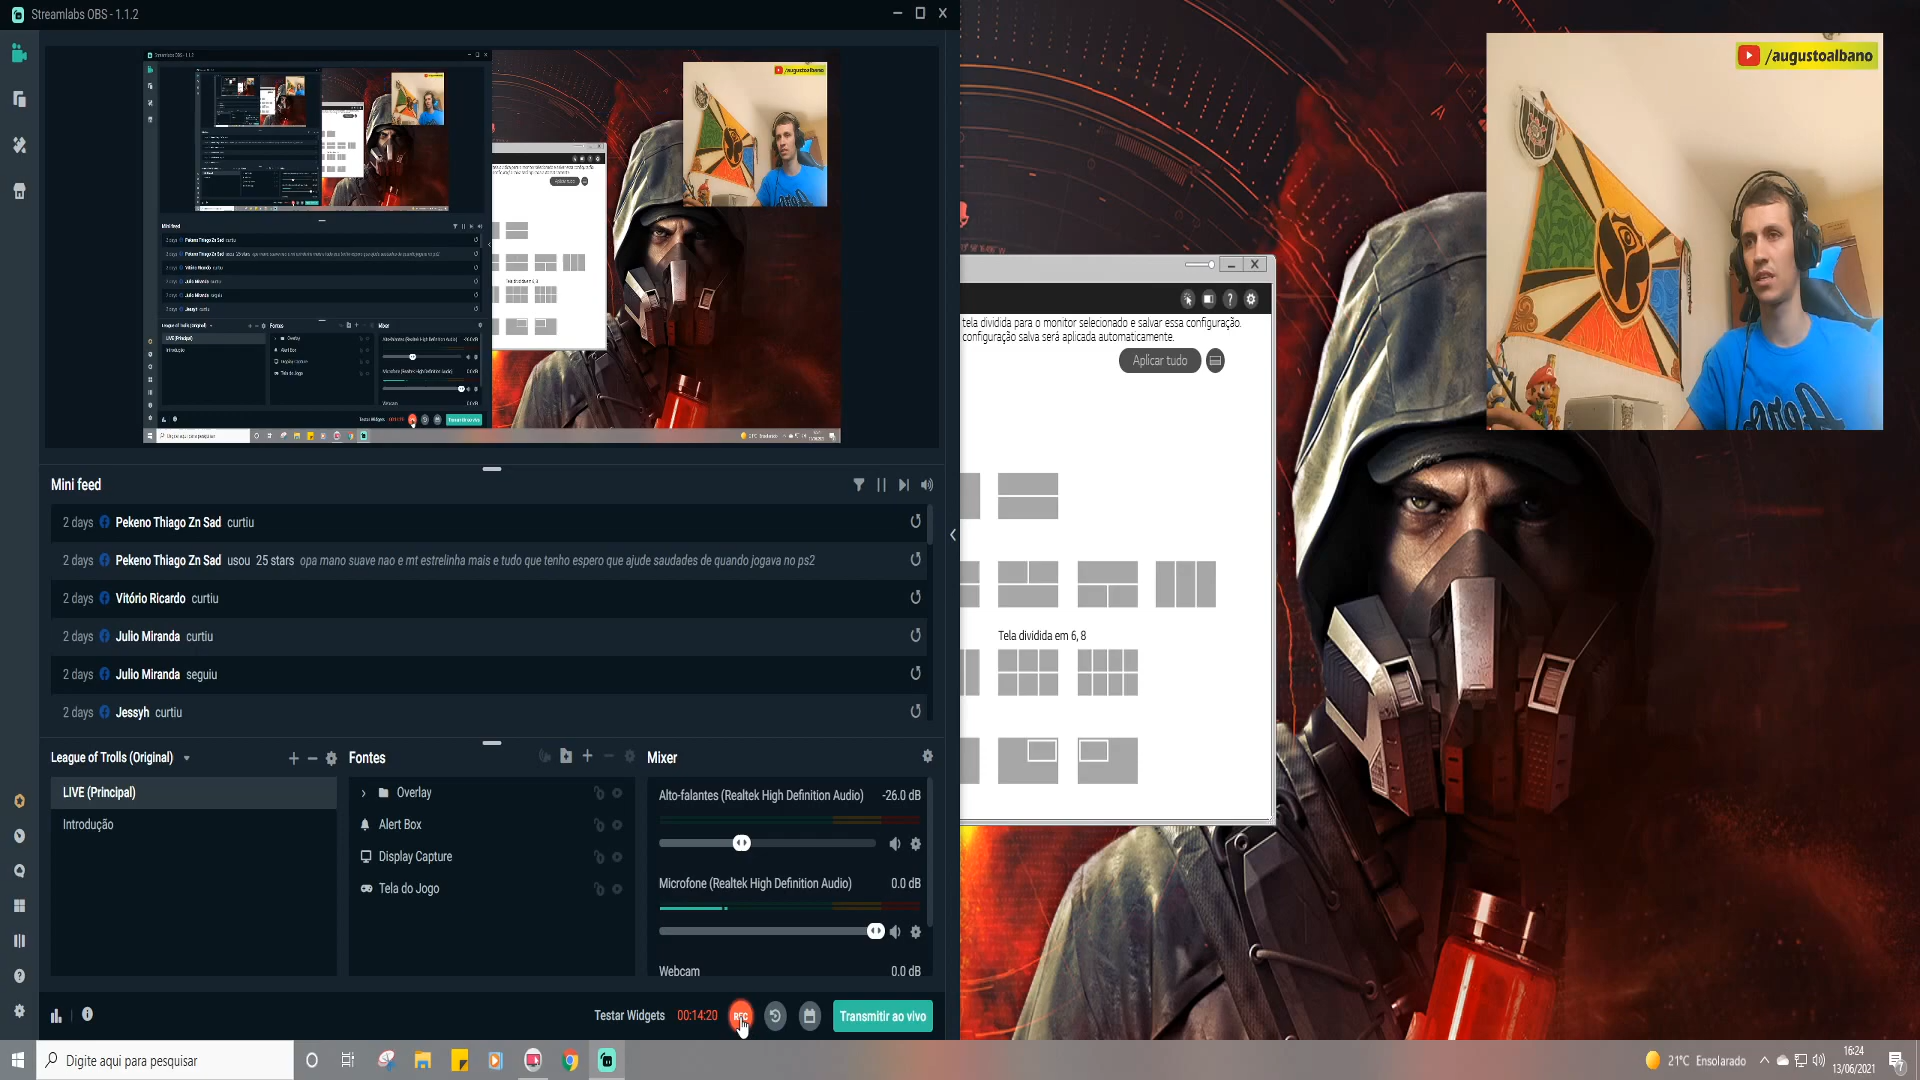 Streamlabs OBS - 1.1.2
/augustoalbano
tela dividida para o monitor selecionado e salvar essa configuração.
configuração salva será aplicada automaticamente.
Aplicar tudo
Tela dividida em 6, 8
Mini feed
2 days Pekeno Thiago Zn Sad curtiu
2 days Pekeno Thiago Zn Sad usou 25 stars opa mano suave nao e mt estrelinha mais e tudo que tenho espero que ajude saudades de quando jogava no ps2
2 days Vitório Ricardo curtiu
2 days Julio Miranda curtiu
2 days Julio Miranda seguiu
2 days Jessyh curtiu
League of Trolls (Original)
LIVE (Principal)
Introdução
Fontes
Overlay
Alert Box
Display Capture
Tela do Jogo
Mixer
Alto-falantes (Realtek High Definition Audio) -26.0 dB
Microfone (Realtek High Definition Audio) 0.0 dB
Webcam 0.0 dB
Testar Widgets 00:14:20 REC Transmitir ao vivo
Digite aqui para pesquisar
21°C Ensolarado
16:24
13/06/2021
7